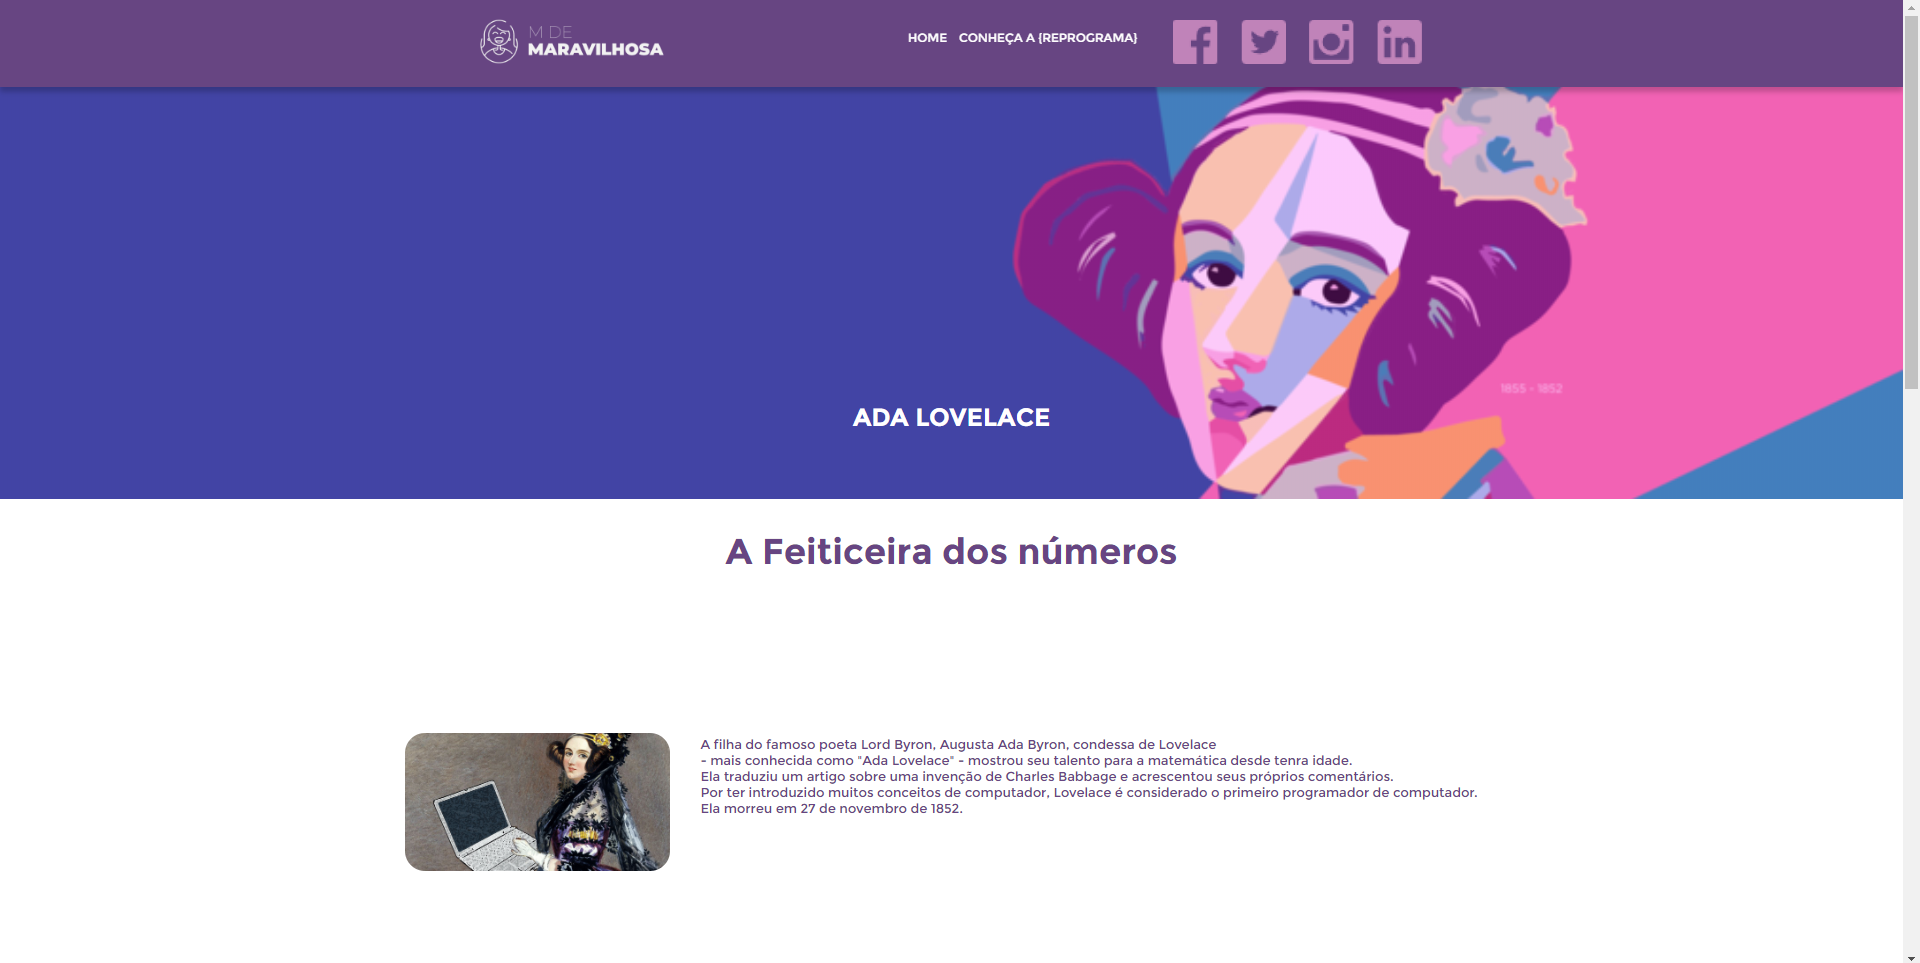 M DE
MARAVILHOSA
HOME CONHEÇA A {REPROGRAMA}
1855 - 1852
ADA LOVELACE
A Feiticeira dos números
A filha do famoso poeta Lord Byron, Augusta Ada Byron, condessa de Lovelace
- mais conhecida como "Ada Lovelace" - mostrou seu talento para a matemática desde tenra idade.
Ela traduziu um artigo sobre uma invenção de Charles Babbage e acrescentou seus próprios comentários.
Por ter introduzido muitos conceitos de computador, Lovelace é considerado o primeiro programador de computador.
Ela morreu em 27 de novembro de 1852.